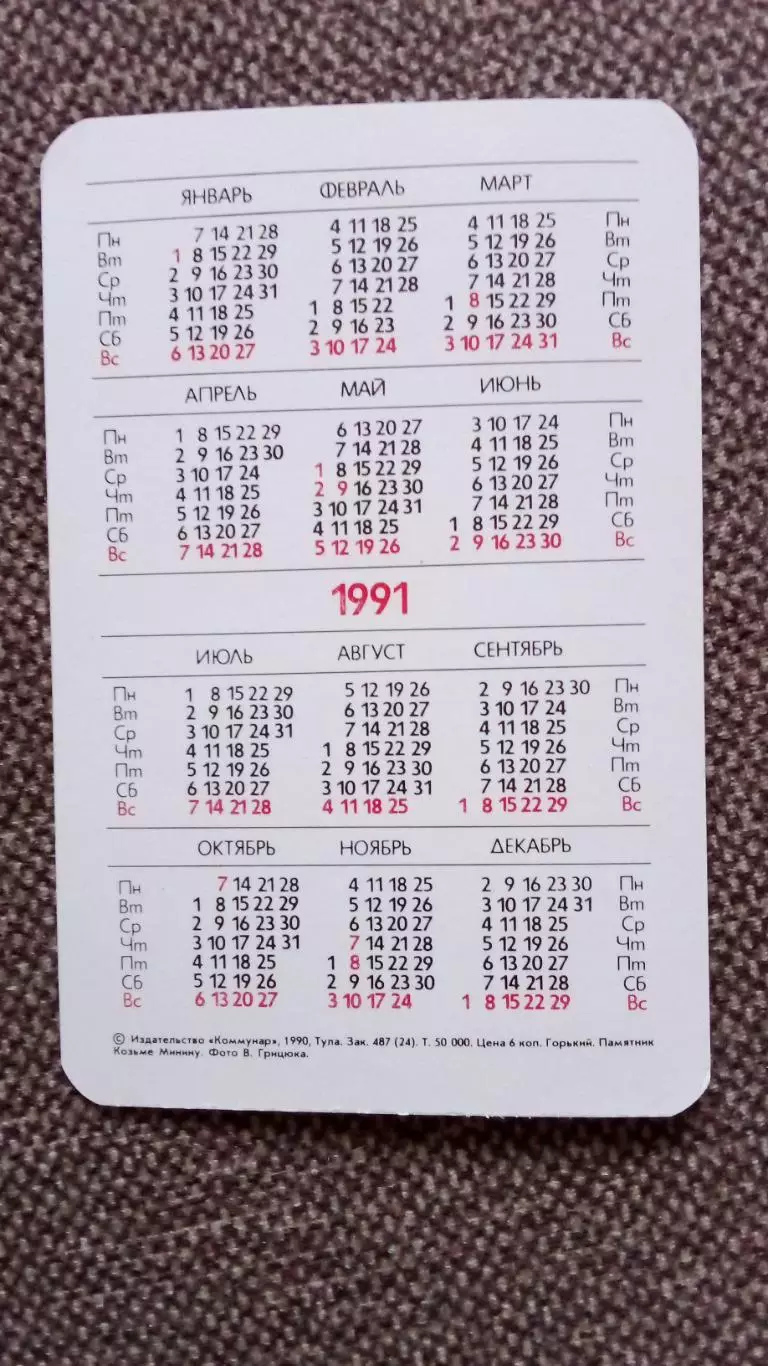 ЯНВАРЬ ФЕВРАЛЬ МАРТ
Пн 7 14 21 28 4 11 18 25 4 11 18 25 Пн
Вт 1 8 15 22 29 5 12 19 26 5 12 19 26 Вт
Ср 2 9 16 23 30 6 13 20 27 6 13 20 27 Ср
Чт 3 10 17 24 31 7 14 21 28 7 14 21 28 Чт
Пт 4 11 18 25 1 8 15 22 1 8 15 22 29 Пт
Сб 5 12 19 26 2 9 16 23 2 9 16 23 30 Сб
Вс 6 13 20 27 3 10 17 24 3 10 17 24 31 Вс
АПРЕЛЬ МАЙ ИЮНЬ
Пн 1 8 15 22 29 6 13 20 27 3 10 17 24 Пн
Вт 2 9 16 23 30 7 14 21 28 4 11 18 25 Вт
Ср 3 10 17 24 1 8 15 22 29 5 12 19 26 Ср
Чт 4 11 18 25 2 9 16 23 30 6 13 20 27 Чт
Пт 5 12 19 26 3 10 17 24 31 7 14 21 28 Пт
Сб 6 13 20 27 4 11 18 25 1 8 15 22 29 Сб
Вс 7 14 21 28 5 12 19 26 2 9 16 23 30 Вс
1991
ИЮЛЬ АВГУСТ СЕНТЯБРЬ
Пн 1 8 15 22 29 5 12 19 26 2 9 16 23 30 Пн
Вт 2 9 16 23 30 6 13 20 27 3 10 17 24 Вт
Ср 3 10 17 24 31 7 14 21 28 4 11 18 25 Ср
Чт 4 11 18 25 1 8 15 22 29 5 12 19 26 Чт
Пт 5 12 19 26 2 9 16 23 30 6 13 20 27 Пт
Сб 6 13 20 27 3 10 17 24 31 7 14 21 28 Сб
Вс 7 14 21 28 4 11 18 25 1 8 15 22 29 Вс
ОКТЯБРЬ НОЯБРЬ ДЕКАБРЬ
Пн 7 14 21 28 4 11 18 25 2 9 16 23 30 Пн
Вт 1 8 15 22 29 5 12 19 26 3 10 17 24 31 Вт
Ср 2 9 16 23 30 6 13 20 27 4 11 18 25 Ср
Чт 3 10 17 24 31 7 14 21 28 5 12 19 26 Чт
Пт 4 11 18 25 1 8 15 22 29 6 13 20 27 Пт
Сб 5 12 19 26 2 9 16 23 30 7 14 21 28 Сб
Вс 6 13 20 27 3 10 17 24 1 8 15 22 29 Вс
© Издательство «Коммунар», 1990, Тула. Зак. 487 (24). Т. 50 000. Цена 6 коп. Горький. Памятник
Козьме Минину. Фото В. Грицюка.